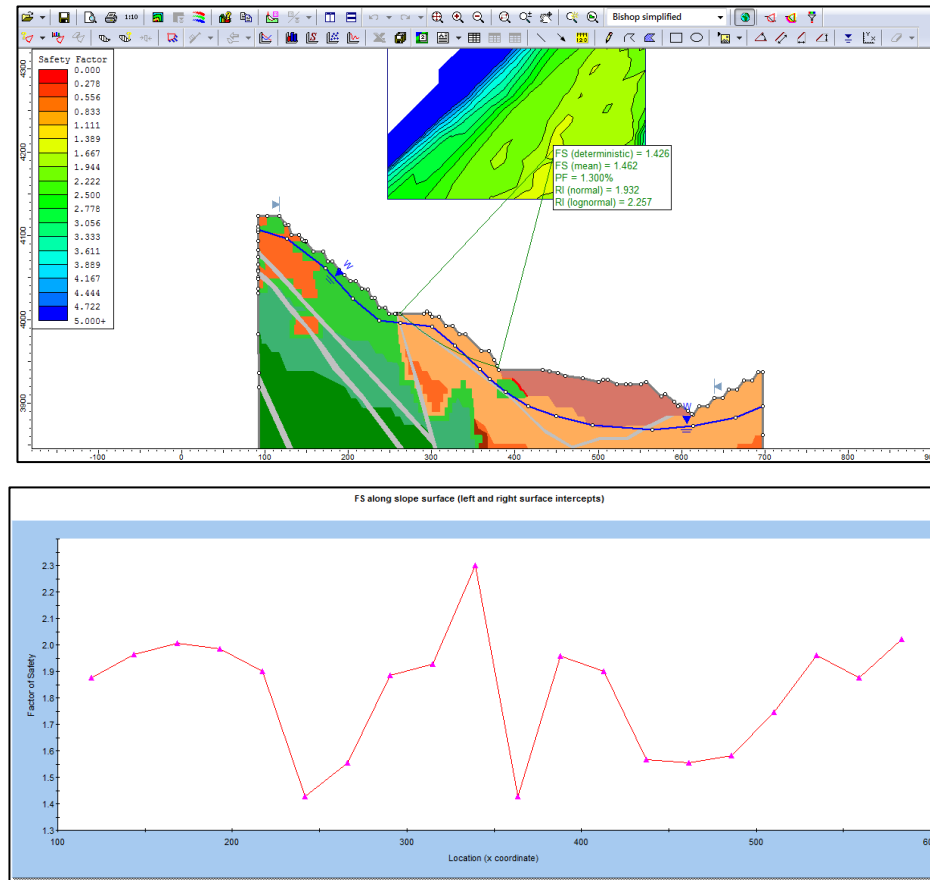 1:10
Bishop simplified
Safety Factor
0.000
0.278
0.556
0.833
1.111
1.389
1.667
1.944
2.222
2.500
2.778
3.056
3.333
3.611
3.889
4.167
4.444
4.722
5.000+
4300
4200
4100
4000
3900
FS (deterministic) = 1.426
FS (mean) = 1.462
PF = 1.300%
RI (normal) = 1.932
RI (lognormal) = 2.257
W
W
-100 0 100 200 300 400 500 600 700 800 900
FS along slope surface (left and right surface intercepts)
Factor of Safety
2.3
2.2
2.1
2.0
1.9
1.8
1.7
1.6
1.5
1.4
1.3
100 200 300 400 500 600
Location (x coordinate)